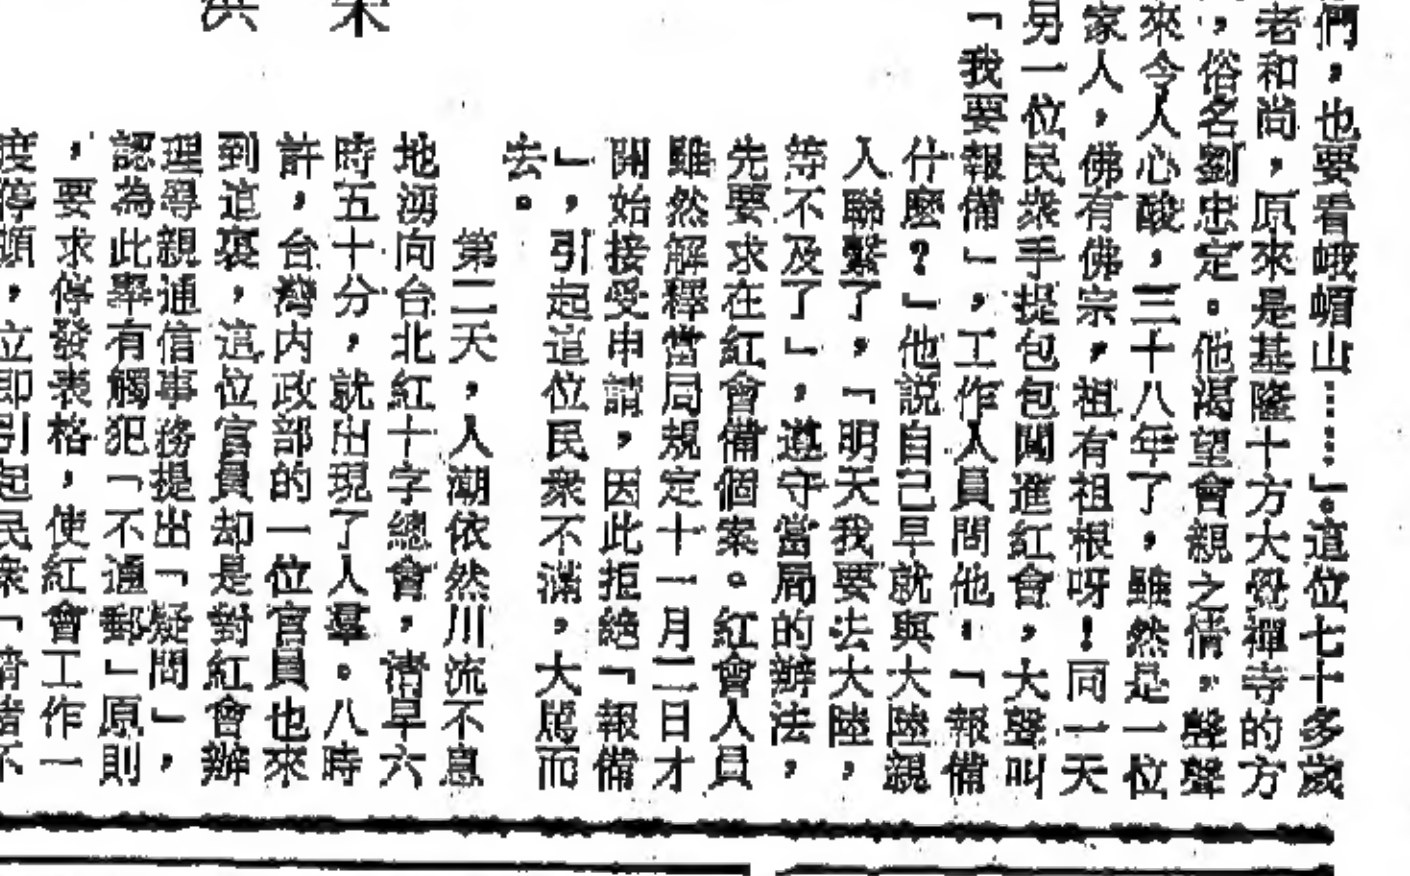 們，也要看峨嵋山……」。這位七十多歲
老和尚，原來是基隆十方大覺禪寺的方
，俗名劉忠定。他渴望會親之情，聲聲
來令人心酸，三十八年了，雖然是一位
家人，佛有佛宗，祖有祖根呀！同一天
另一位民衆手提包包闖進紅會，大聲叫
「我要報備」，工作人員問他：「報備
什麼？」他說自己早就與大陸親
人聯繫了，「明天我要去大陸，
等不及了」，遵守當局的辦法，
先要求在紅會備個案。紅會人員
雖然解釋當局規定十一月二日才
開始接受申請，因此拒絕「報備
」，引起這位民衆不滿，大罵而
去。
第二天，人潮依然川流不息
地湧向台北紅十字總會，清早六
時五十分，就出現了人羣。八時
許，台灣內政部的一位官員也來
到這裏，這位官員却是對紅會辦
理尋親通信事務提出「疑問」，
認為此舉有觸犯「不通郵」原則
，要求停發表格，使紅會工作一
度停頓，立即引起民衆「